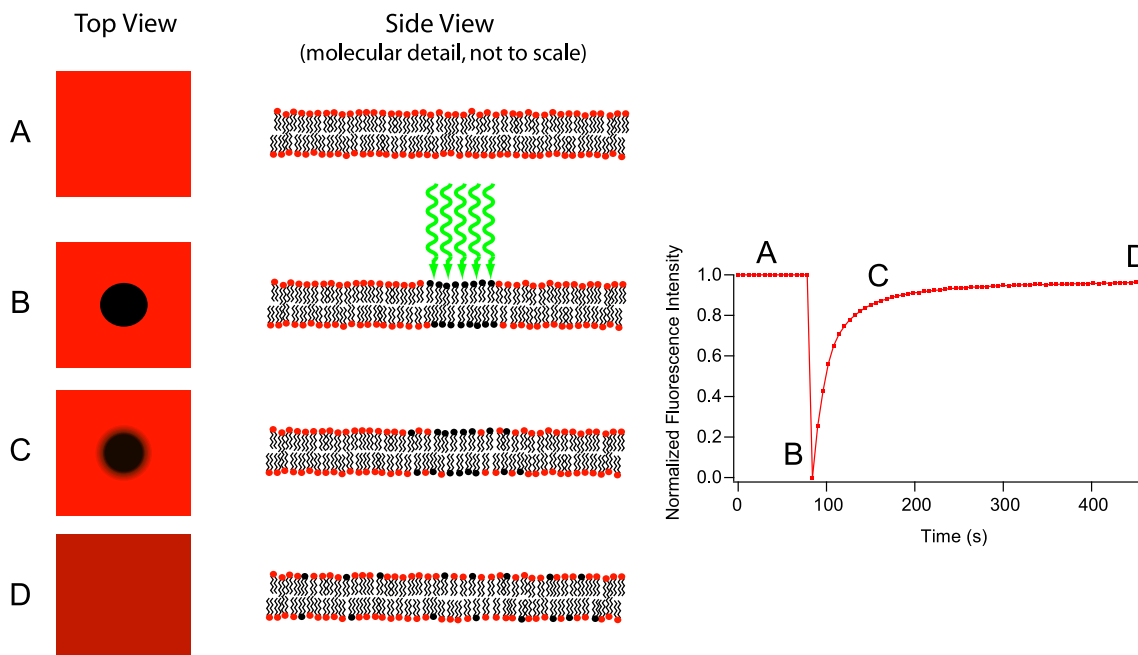 Top View
Side View
(molecular detail, not to scale)
A
B
C
D
A
B
C
D
Normalized Fluorescence Intensity
1.0
0.8
0.6
0.4
0.2
0.0
0
100
200
300
400
Time (s)